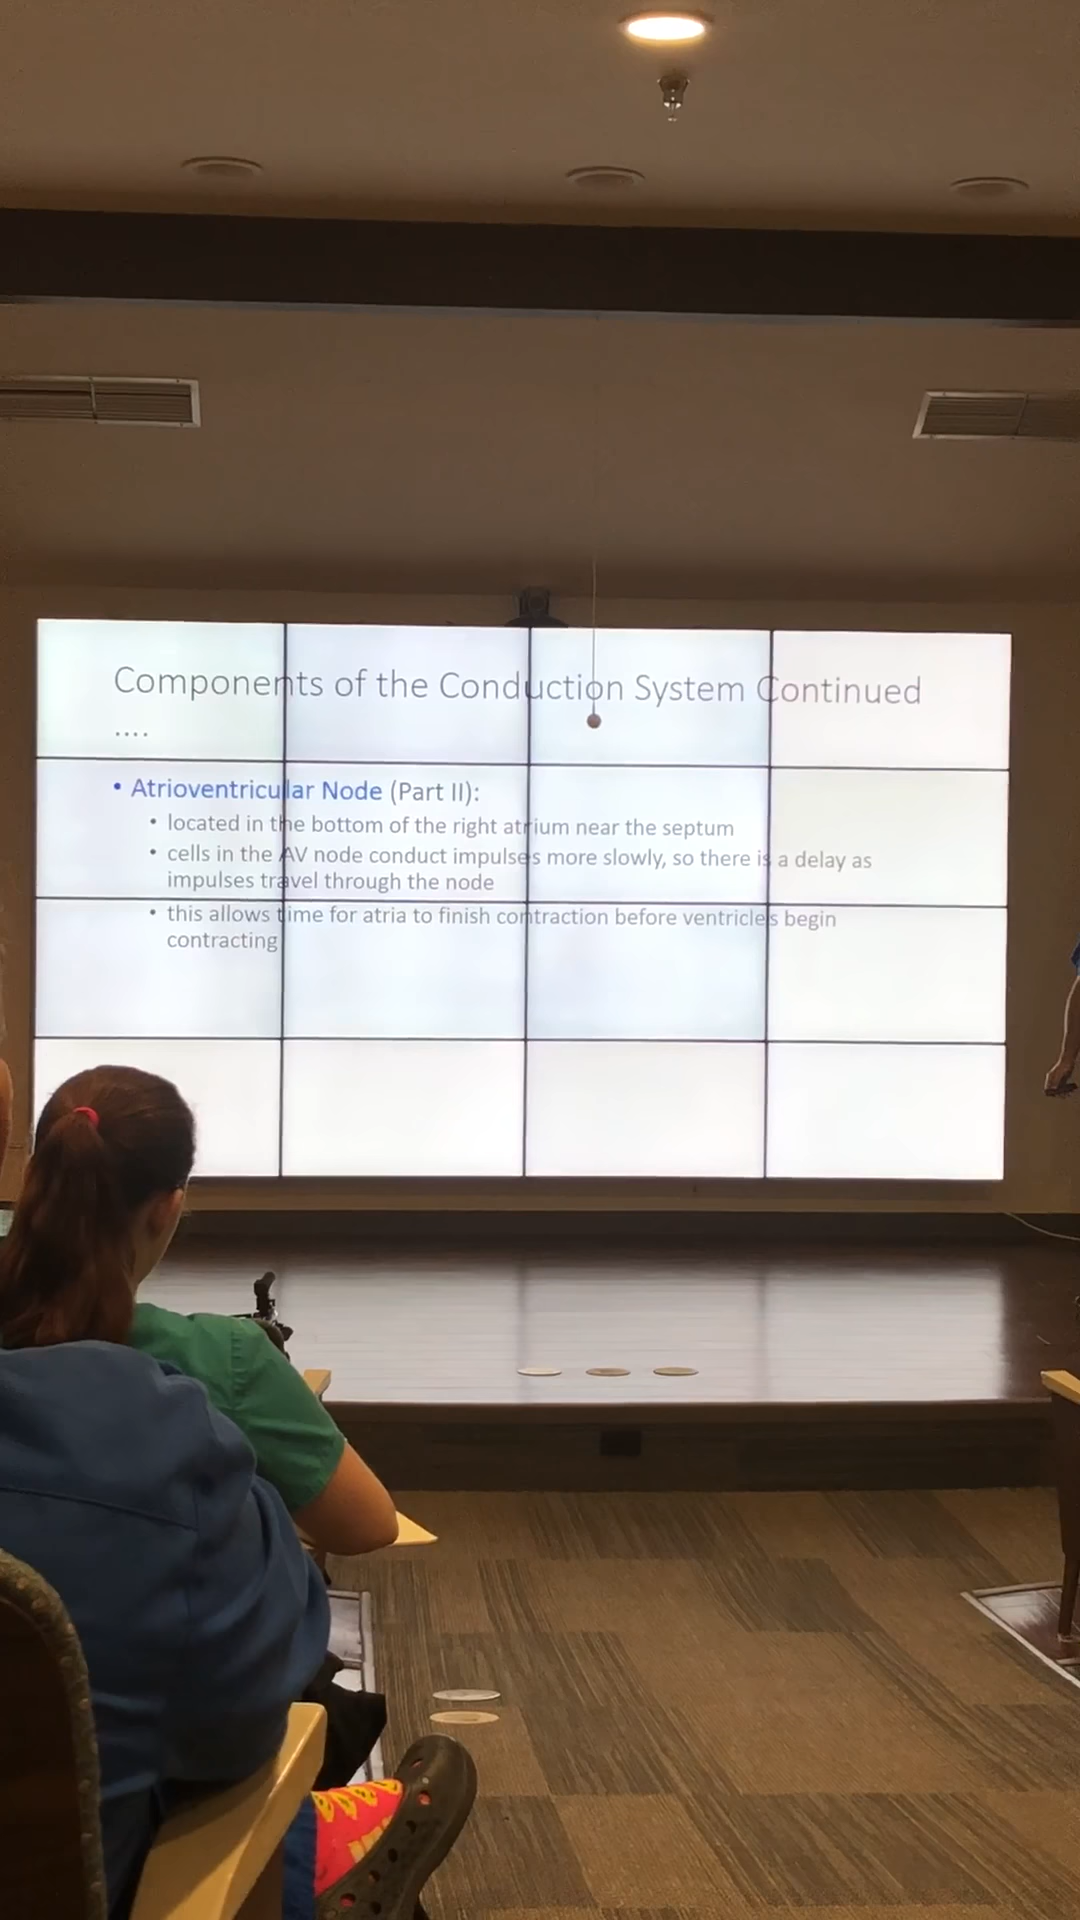 Components of the Conduction System Continued
....
• Atrioventricular Node (Part II):
• located in the bottom of the right atrium near the septum
• cells in the AV node conduct impulses more slowly, so there is a delay as
impulses travel through the node
• this allows time for atria to finish contraction before ventricles begin
contracting